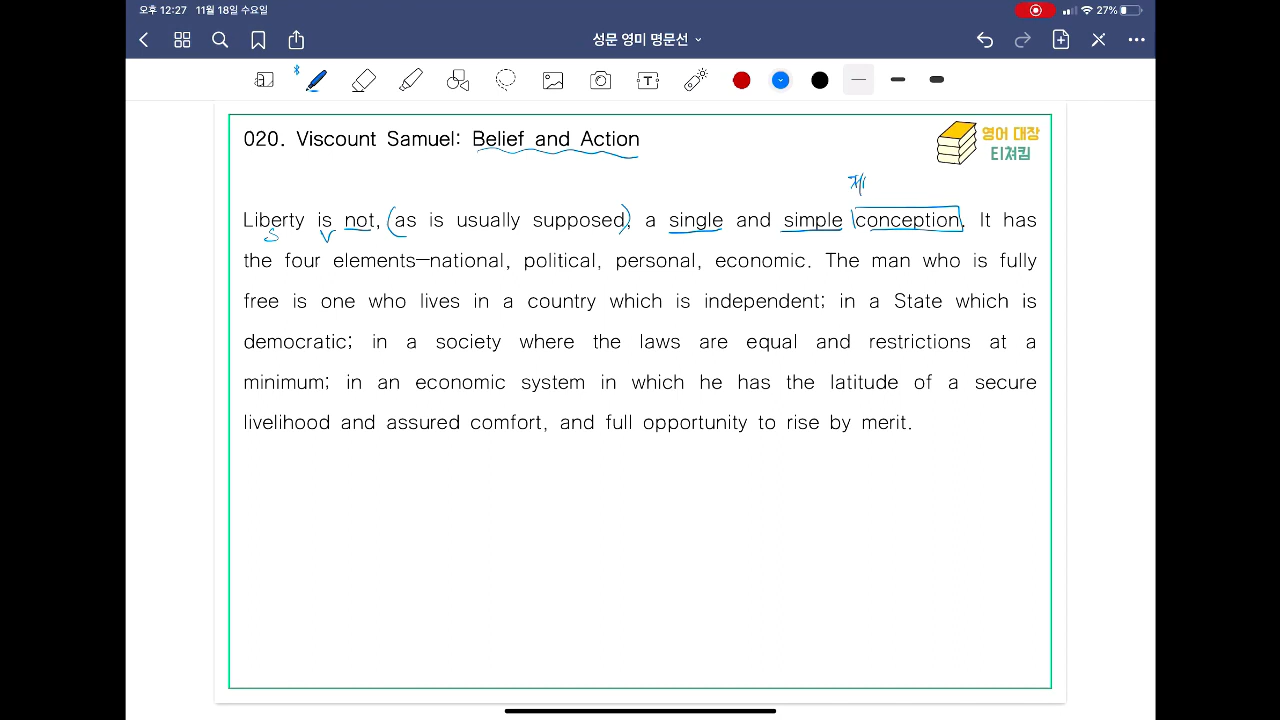 오후 12:27 11월 18일 수요일
27%
성문 영미 명문선
020. Viscount Samuel: Belief and Action
영어 대장
티쳐킴
Liberty is not, (as is usually supposed), a single and simple conception. It has
S V
the four elements—national, political, personal, economic. The man who is fully
free is one who lives in a country which is independent; in a State which is
democratic; in a society where the laws are equal and restrictions at a
minimum; in an economic system in which he has the latitude of a secure
livelihood and assured comfort, and full opportunity to rise by merit.